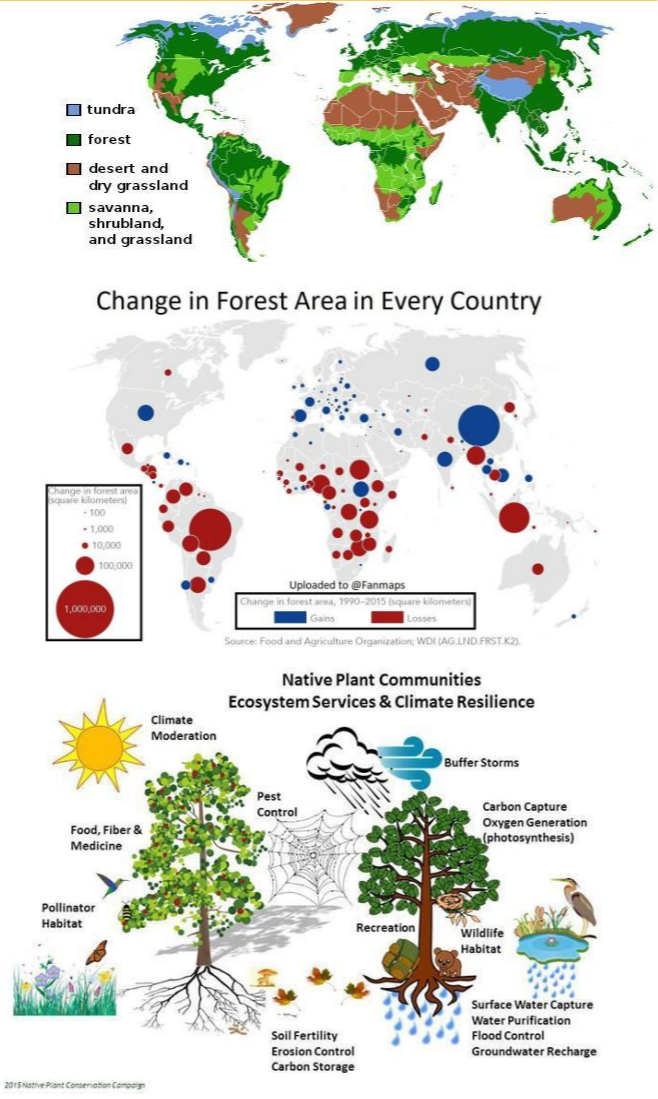 tundra
forest
desert and
dry grassland
savanna,
shrubland,
and grassland
Change in Forest Area in Every Country
Change in forest area
(square kilometers)
100
1,000
10,000
100,000
1,000,000
Uploaded to @Fanmaps
Change in forest area, 1990–2015 (square kilometers)
Gains
Losses
Source: Food and Agriculture Organization; WDI (AG.LND.FRST.K2).
Native Plant Communities
Ecosystem Services & Climate Resilience
Climate
Moderation
Buffer Storms
Pest
Control
Carbon Capture
Oxygen Generation
(photosynthesis)
Food, Fiber &
Medicine
Pollinator
Habitat
Recreation
Wildlife
Habitat
Surface Water Capture
Water Purification
Flood Control
Groundwater Recharge
Soil Fertility
Erosion Control
Carbon Storage
2015 Native Plant Conservation Campaign